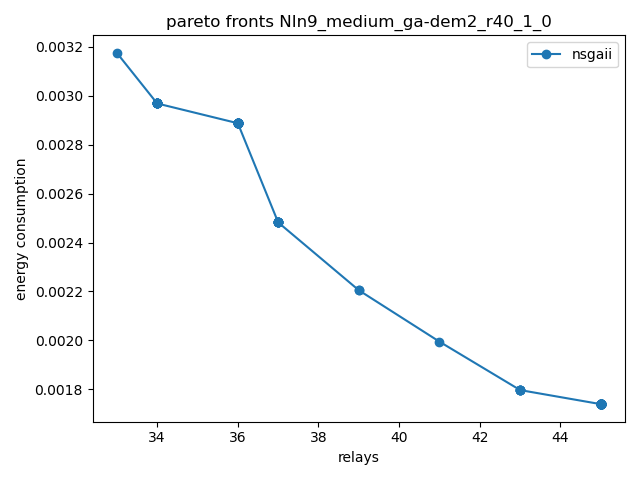 pareto fronts NIn9_medium_ga-dem2_r40_1_0
nsgaii
energy consumption
0.0032
0.0030
0.0028
0.0026
0.0024
0.0022
0.0020
0.0018
34 36 38 40 42 44
relays